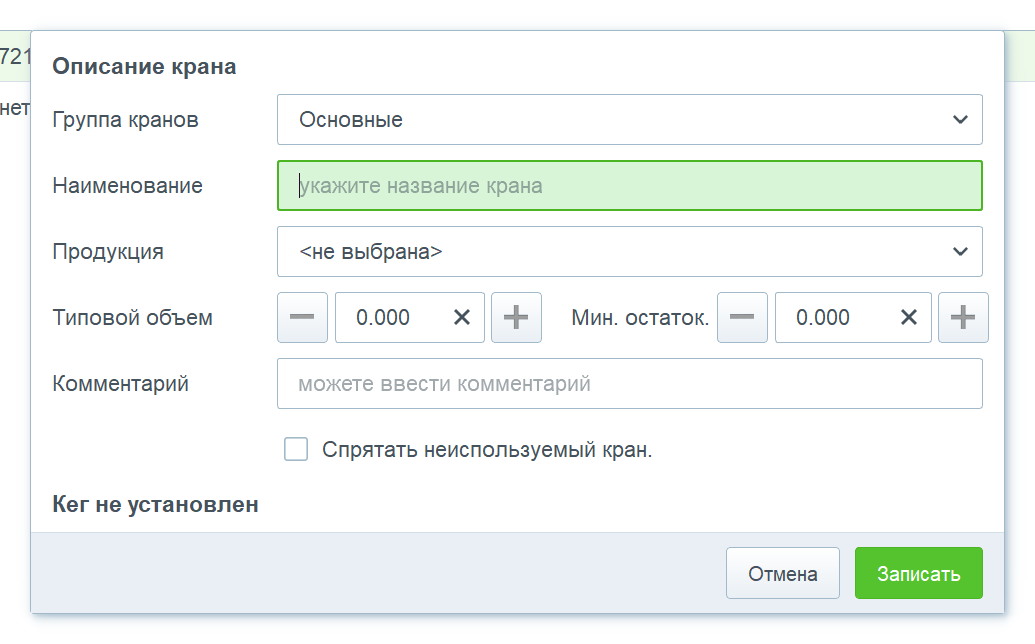 721
Описание крана
нет
Группа кранов Основные
Наименование укажите название крана
Продукция <не выбрана>
Типовой объем 0.000 Мин. остаток. 0.000
Комментарий можете ввести комментарий
Спрятать неиспользуемый кран.
Кег не установлен
Отмена Записать